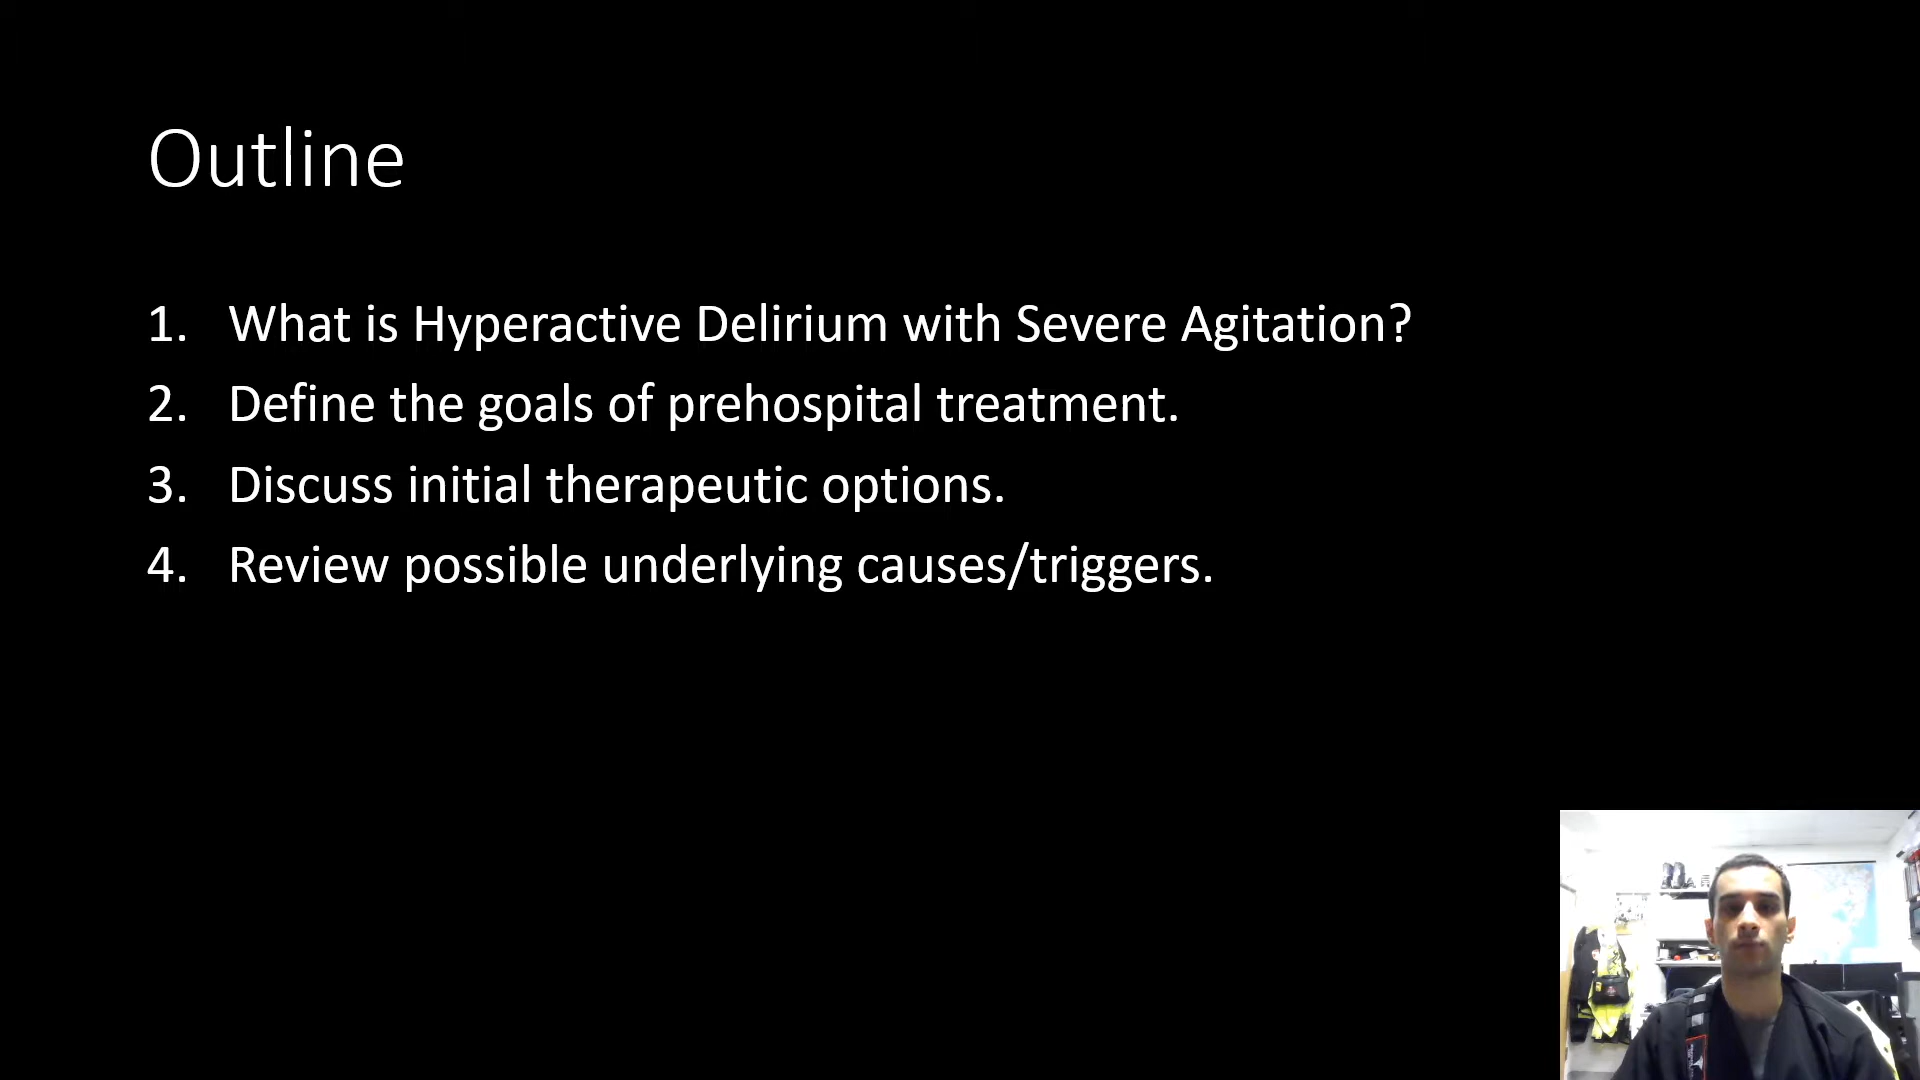 Outline
1. What is Hyperactive Delirium with Severe Agitation?
2. Define the goals of prehospital treatment.
3. Discuss initial therapeutic options.
4. Review possible underlying causes/triggers.